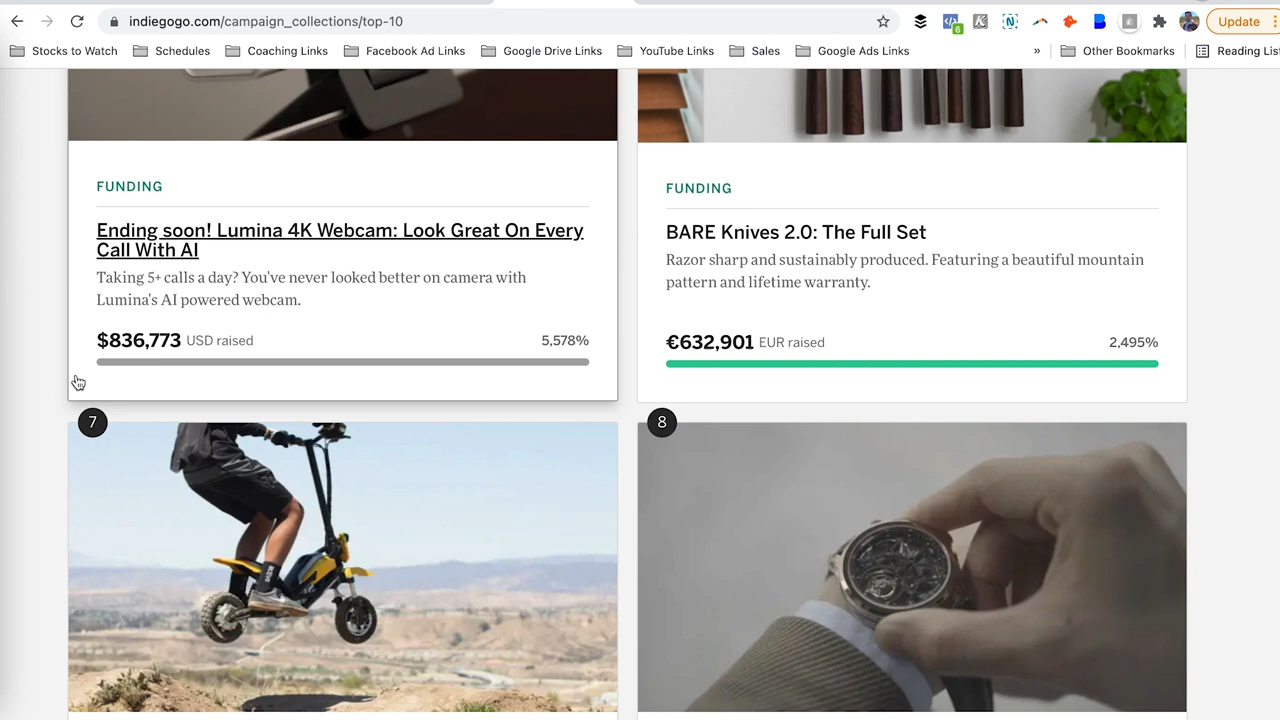 indiegogo.com/campaign_collections/top-10
6
Update
Stocks to Watch
Schedules
Coaching Links
Facebook Ad Links
Google Drive Links
YouTube Links
Sales
Google Ads Links
»
Other Bookmarks
Reading List
FUNDING
Ending soon! Lumina 4K Webcam: Look Great On Every
Call With AI
Taking 5+ calls a day? You've never looked better on camera with
Lumina's AI powered webcam.
$836,773 USD raised
5,578%
FUNDING
BARE Knives 2.0: The Full Set
Razor sharp and sustainably produced. Featuring a beautiful mountain
pattern and lifetime warranty.
€632,901 EUR raised
2,495%
7
8